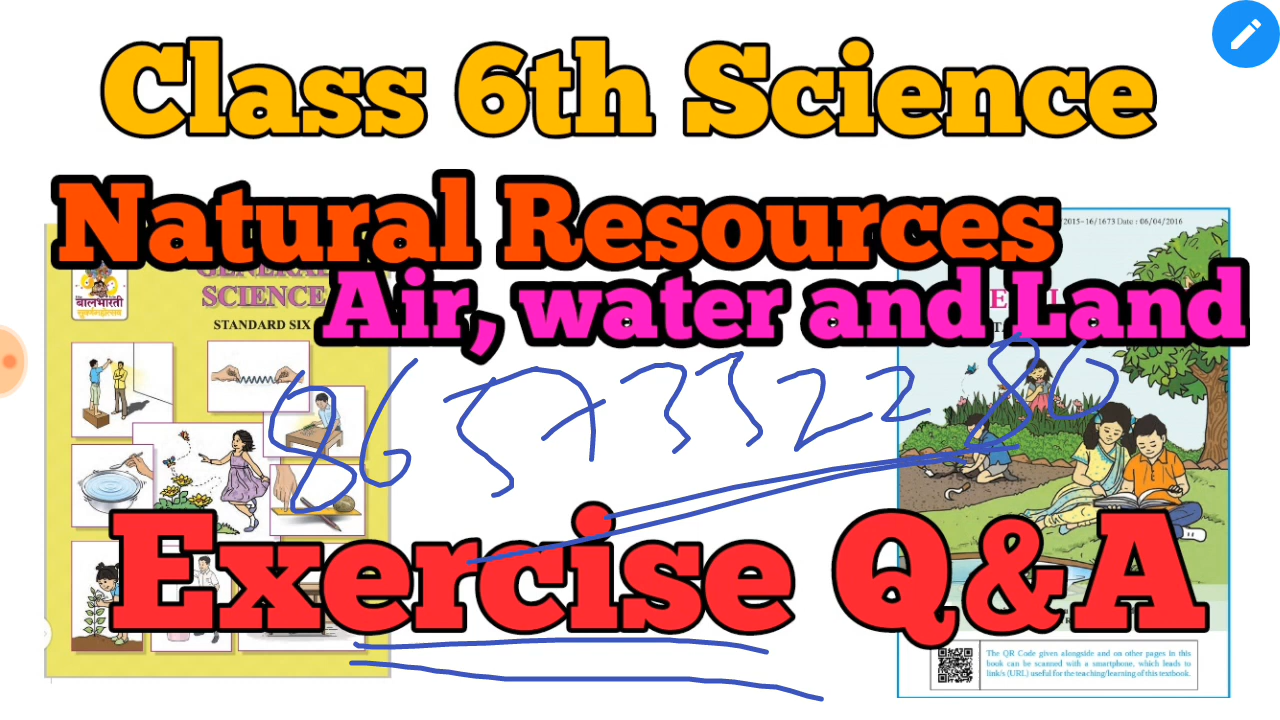 Class 6th Science
Natural Resources
2015-16/1673 Date : 06/04/2016
Air, water and Land
बालभारती
SCIENCE
STANDARD SIX
8657332280
Exercise Q&A
The QR Code given alongside and on other pages in this
book can be scanned with a smartphone, which leads to
link/s (URL) useful for the teaching/learning of this textbook.